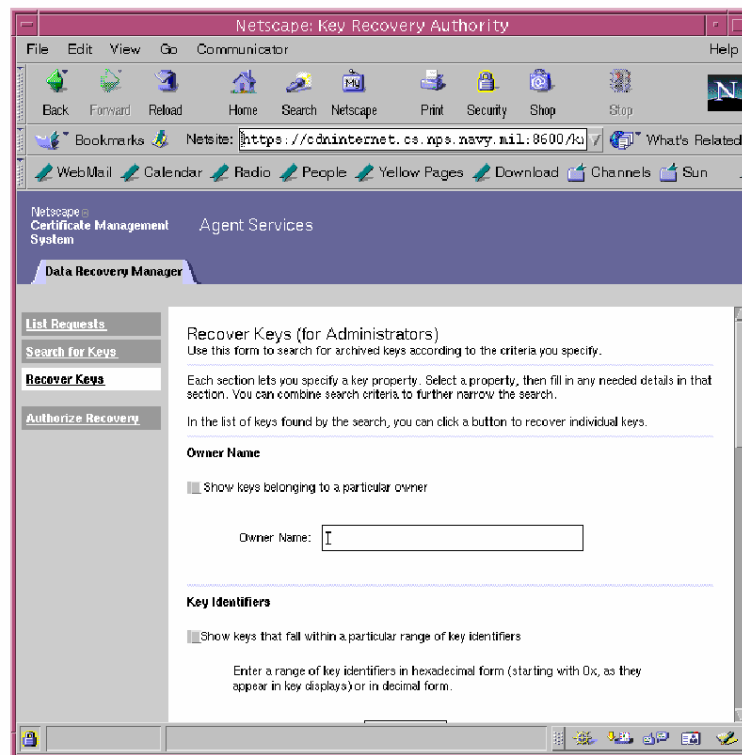 Netscape: Key Recovery Authority
File Edit View Go Communicator Help
Back Forward Reload Home Search Netscape Print Security Shop Stop
My
N
Bookmarks Netsite: https://cdninternet.cs.nps.navy.mil:8600/k What's Related
WebMail Calendar Radio People Yellow Pages Download Channels Sun
Netscape
Certificate Management
System
Agent Services
Data Recovery Manager
List Requests
Search for Keys
Recover Keys
Authorize Recovery
Recover Keys (for Administrators)
Use this form to search for archived keys according to the criteria you specify.
Each section lets you specify a key property. Select a property, then fill in any needed details in that
section. You can combine search criteria to further narrow the search.
In the list of keys found by the search, you can click a button to recover individual keys.
Owner Name
Show keys belonging to a particular owner
Owner Name:
Key Identifiers
Show keys that fall within a particular range of key identifiers
Enter a range of key identifiers in hexadecimal form (starting with 0x, as they
appear in key displays) or in decimal form.